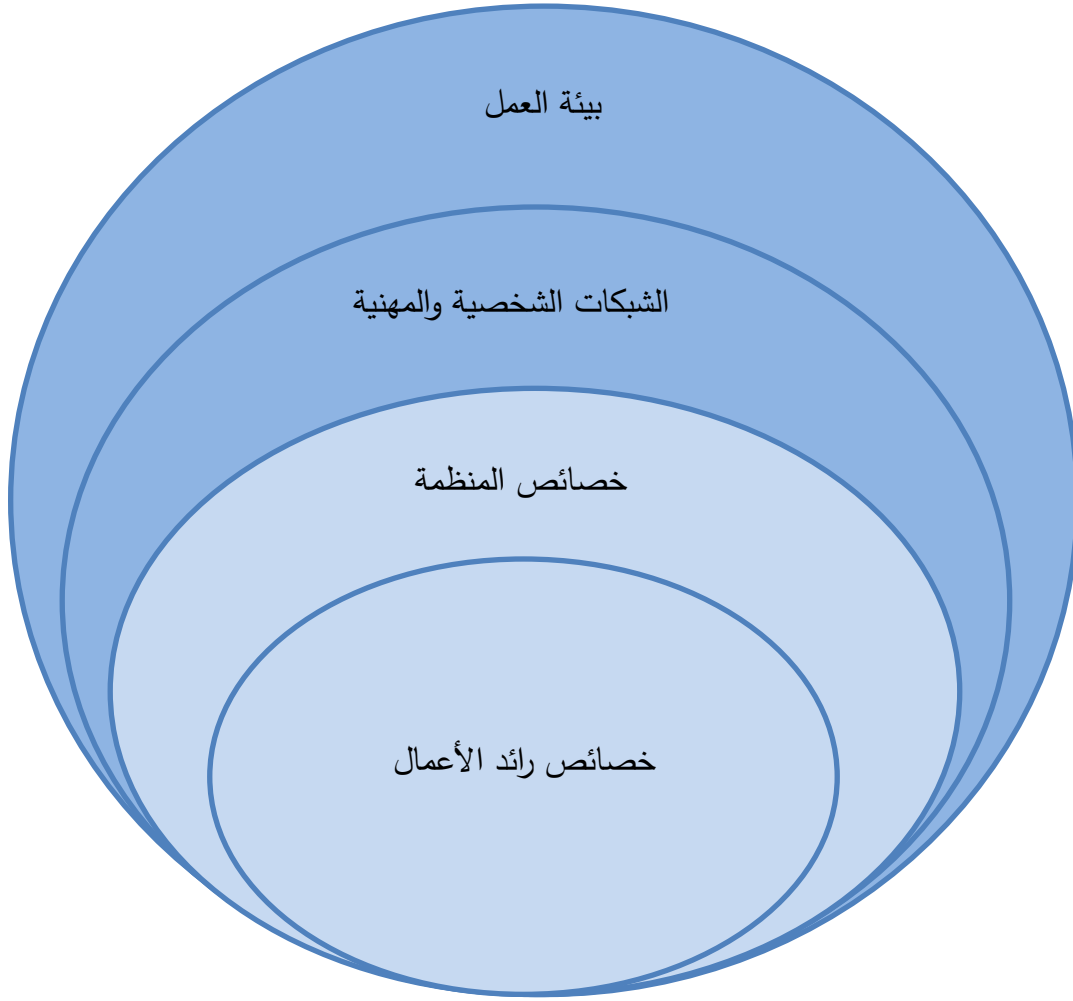 بيئة العمل
الشبكات الشخصية والمهنية
خصائص المنظمة
خصائص رائد الأعمال